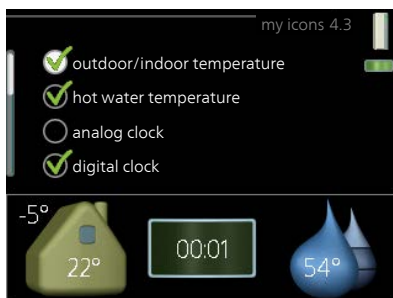 my icons 4.3
outdoor/indoor temperature
hot water temperature
analog clock
digital clock
-5°
22°
00:01
54°